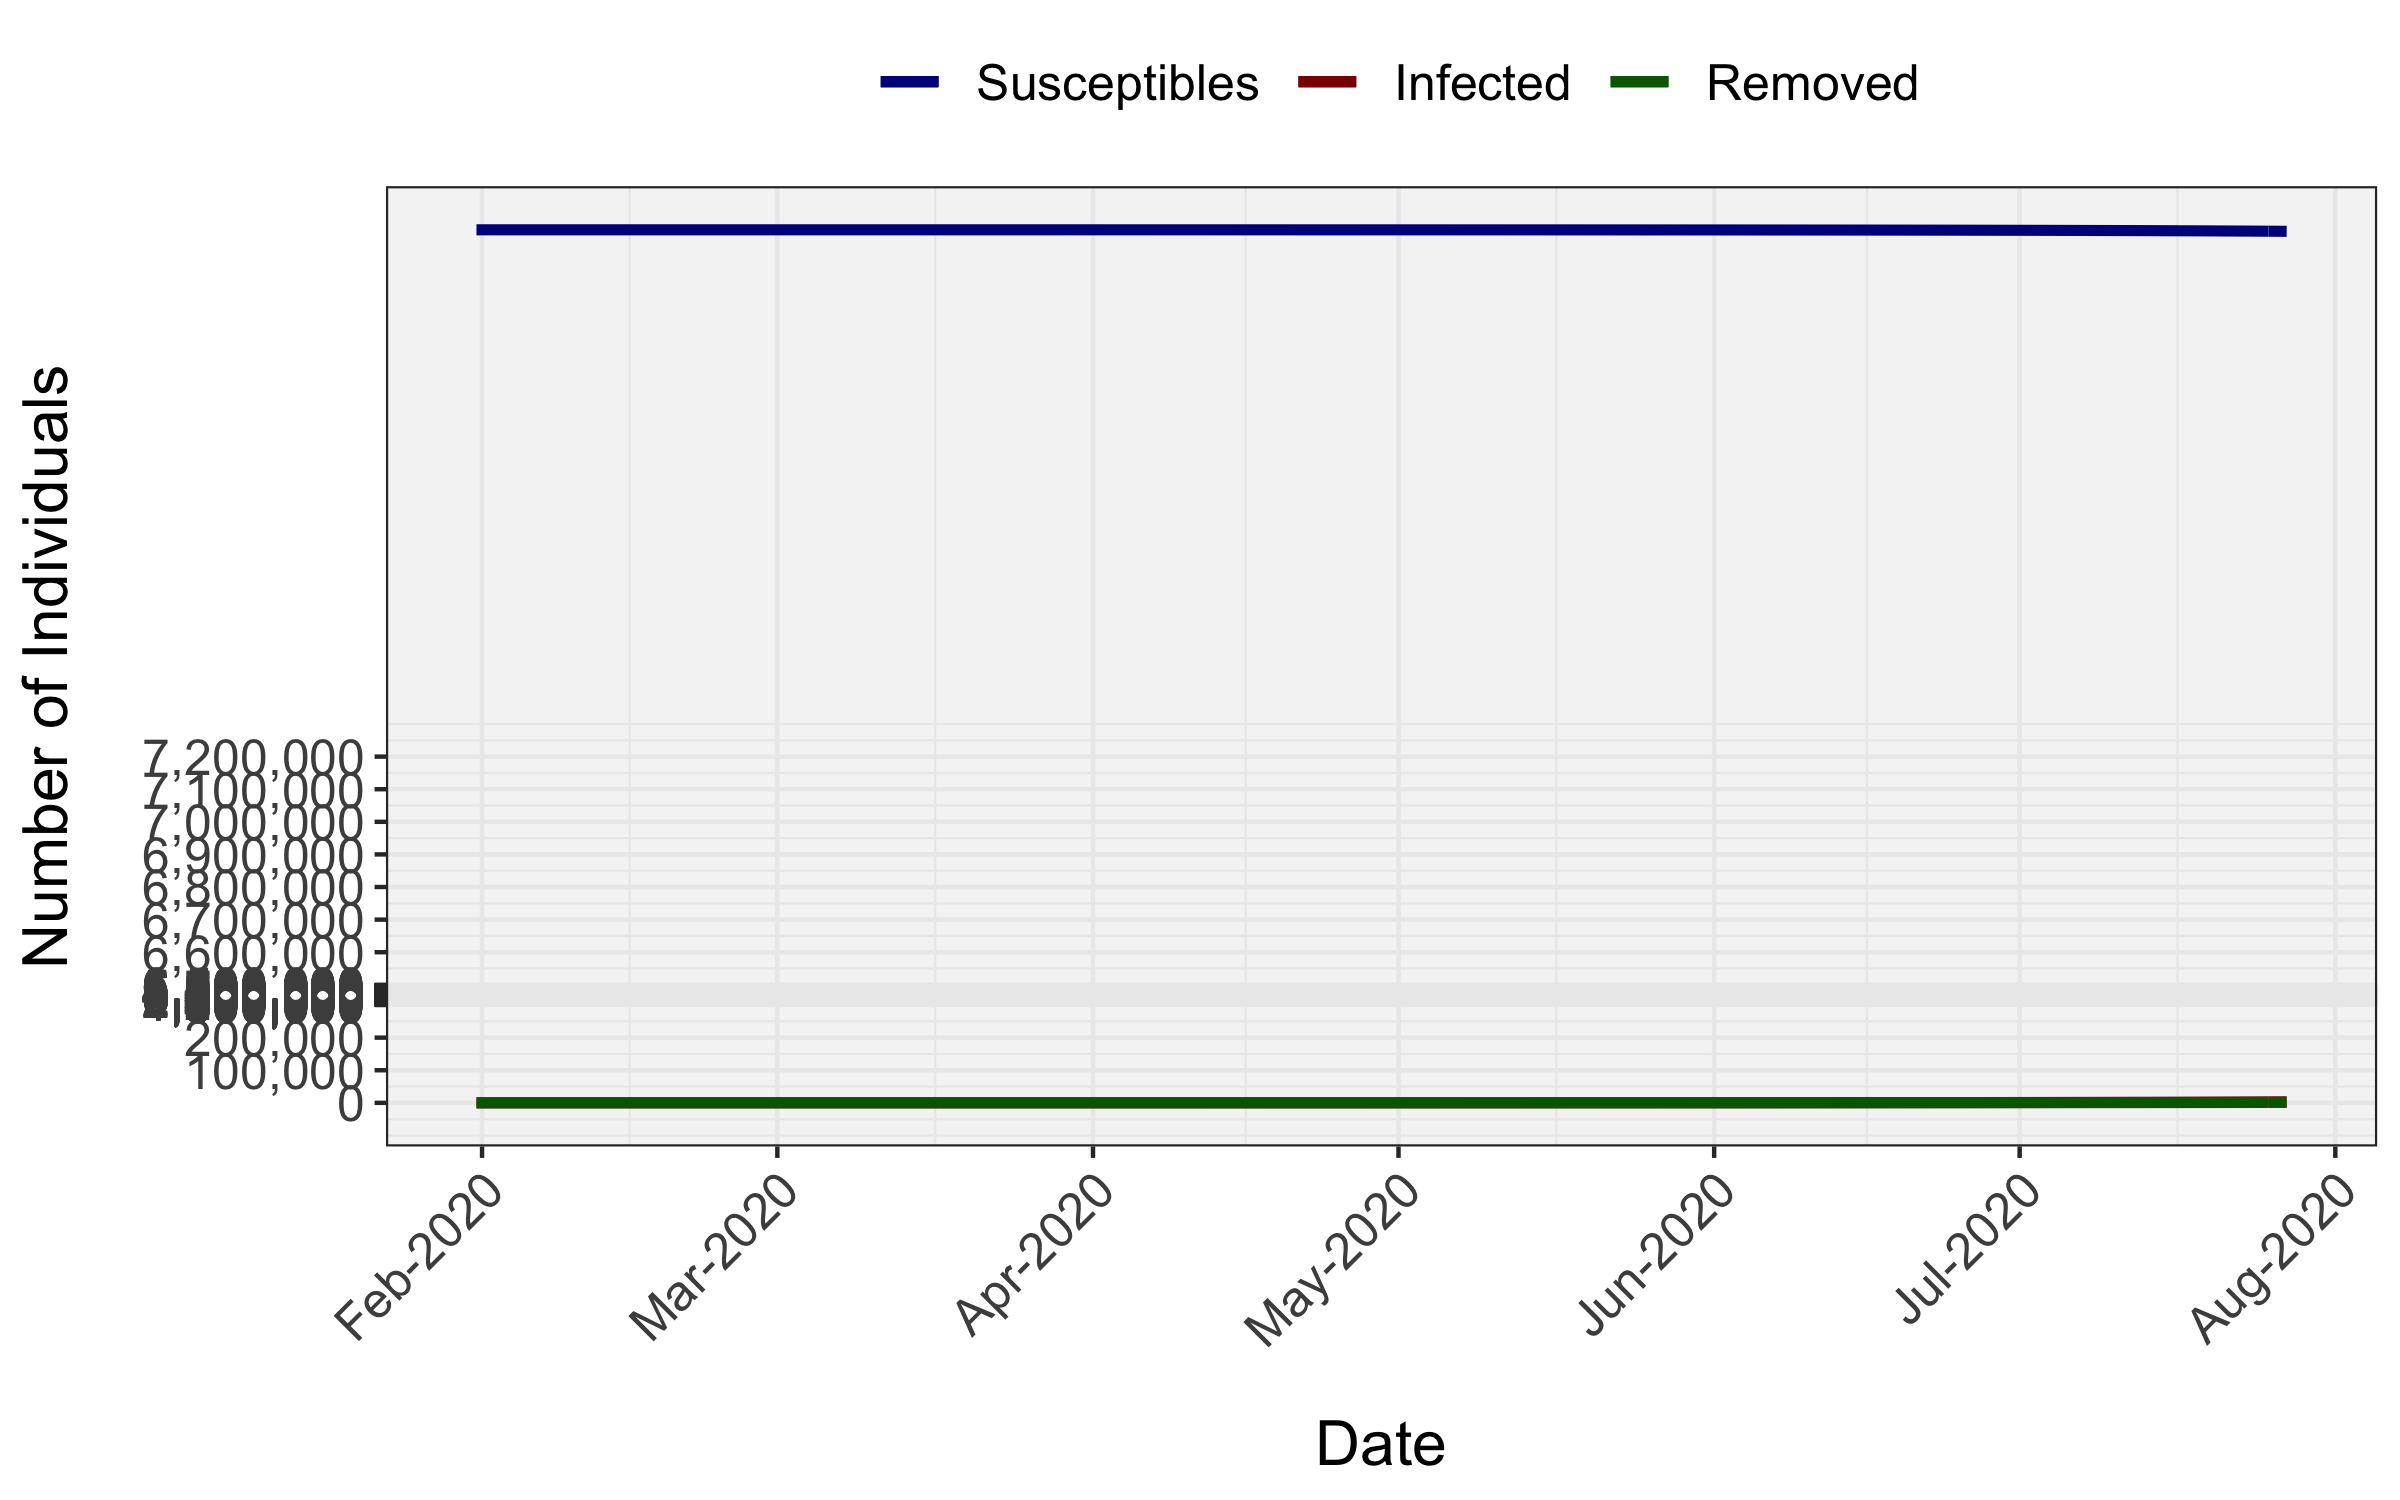 Susceptibles Infected Removed
Number of Individuals
7,200,000
7,100,000
7,000,000
6,900,000
6,800,000
6,700,000
6,600,000
200,000
100,000
0
Feb-2020 Mar-2020 Apr-2020 May-2020 Jun-2020 Jul-2020 Aug-2020
Date